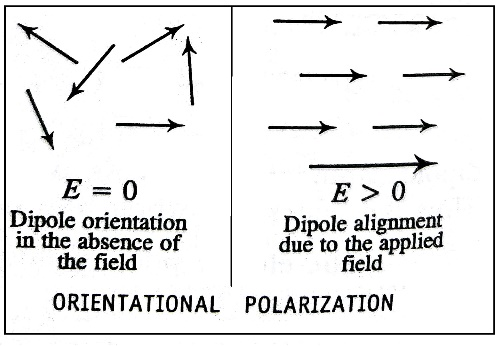 E = 0
Dipole orientation
in the absence of
the field
E > 0
Dipole alignment
due to the applied
field
ORIENTATIONAL POLARIZATION